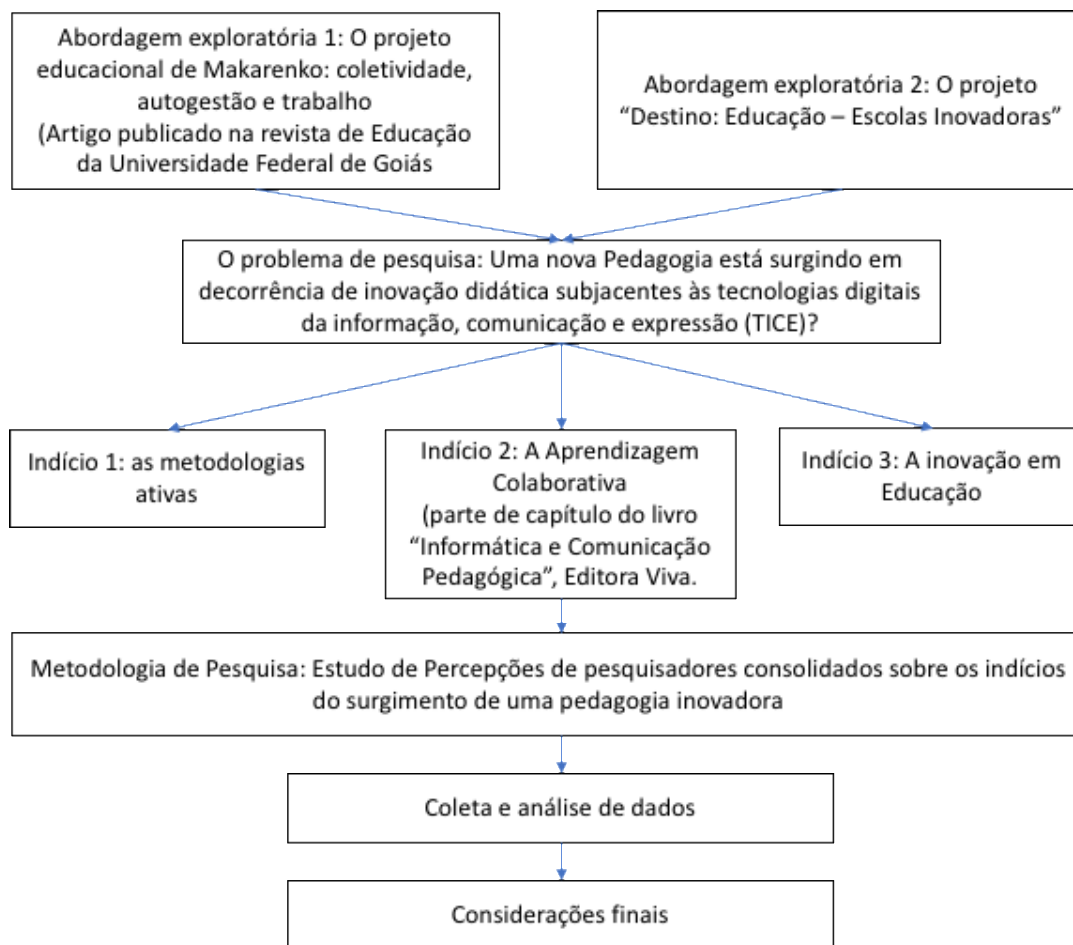 Abordagem exploratória 1: O projeto
educacional de Makarenko: coletividade,
autogestão e trabalho
(Artigo publicado na revista de Educação
da Universidade Federal de Goiás
Abordagem exploratória 2: O projeto
“Destino: Educação – Escolas Inovadoras”
O problema de pesquisa: Uma nova Pedagogia está surgindo em
decorrência de inovação didática subjacentes às tecnologias digitais
da informação, comunicação e expressão (TICE)?
Indício 1: as metodologias
ativas
Indício 2: A Aprendizagem
Colaborativa
(parte de capítulo do livro
“Informática e Comunicação
Pedagógica”, Editora Viva.
Indício 3: A inovação em
Educação
Metodologia de Pesquisa: Estudo de Percepções de pesquisadores consolidados sobre os indícios
do surgimento de uma pedagogia inovadora
Coleta e análise de dados
Considerações finais